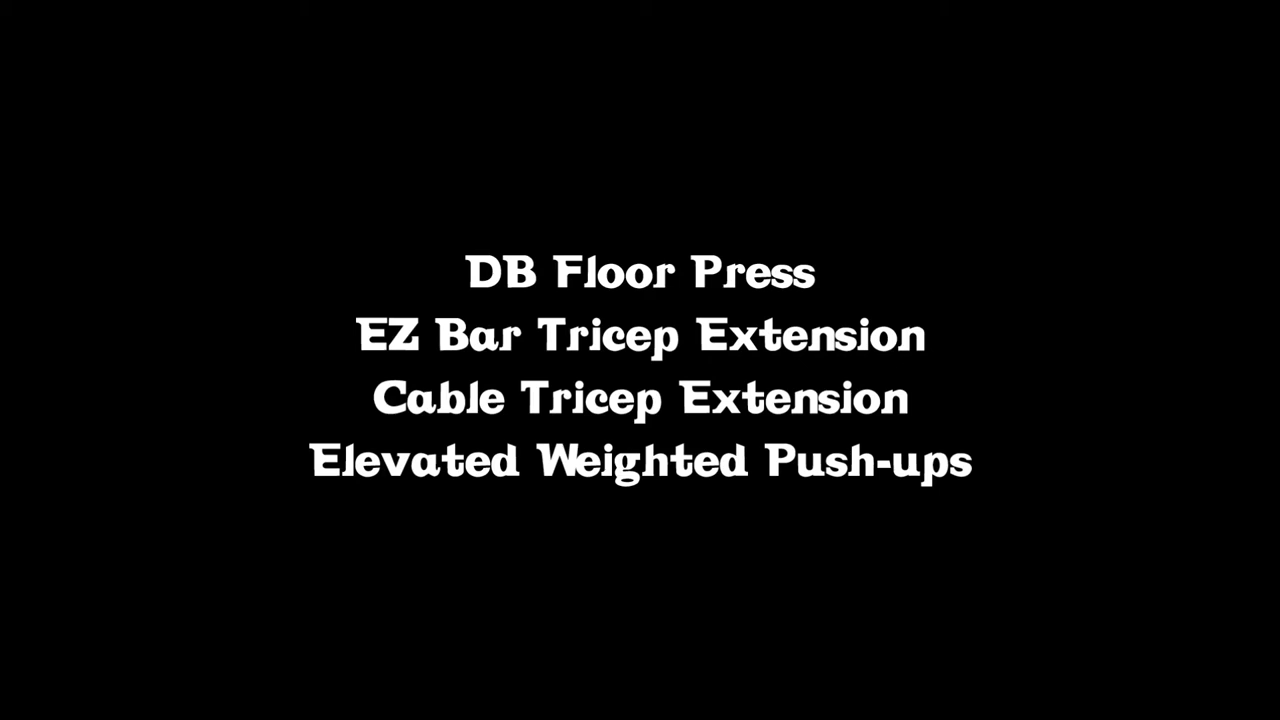 DB Floor Press
EZ Bar Tricep Extension
Cable Tricep Extension
Elevated Weighted Push-ups